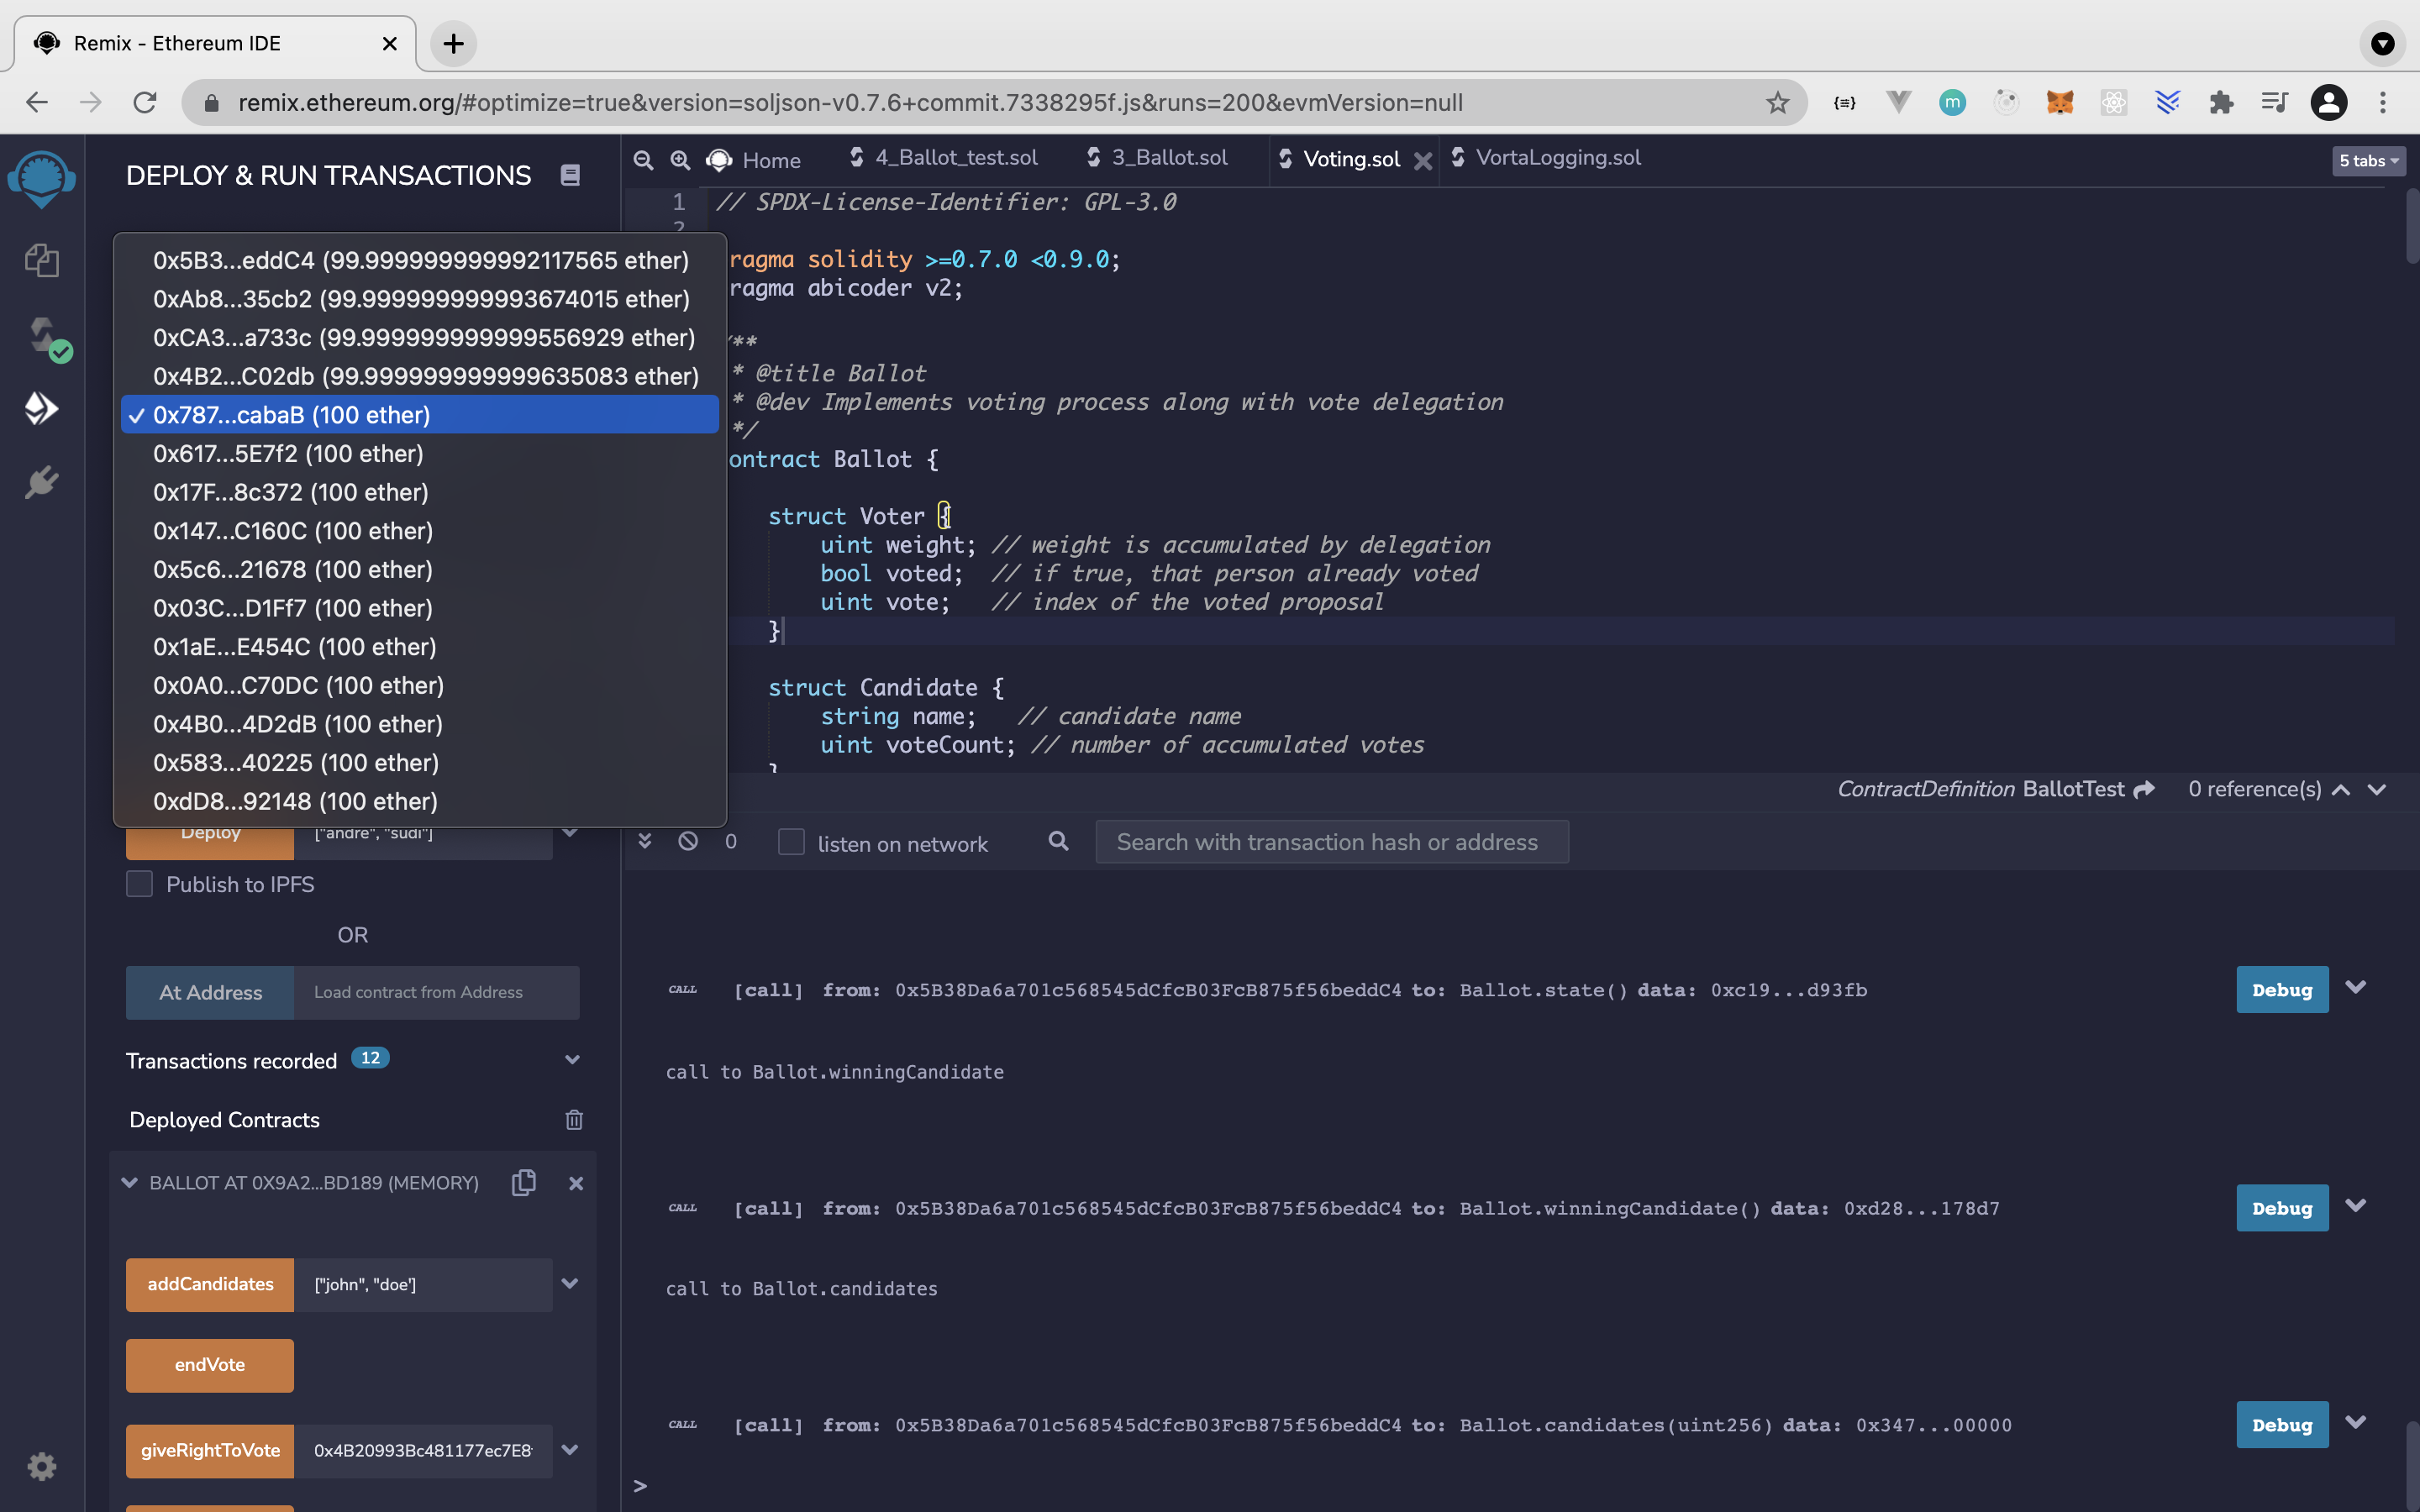 Remix - Ethereum IDE
remix.ethereum.org/#optimize=true&version=soljson-v0.7.6+commit.7338295f.js&runs=200&evmVersion=null
{≡}
m
DEPLOY & RUN TRANSACTIONS
0x5B3...eddC4 (99.999999999992117565 ether)
0xAb8...35cb2 (99.999999999993674015 ether)
0xCA3...a733c (99.999999999999556929 ether)
0x4B2...C02db (99.999999999999635083 ether)
✓ 0x787...cabaB (100 ether)
0x617...5E7f2 (100 ether)
0x17F...8c372 (100 ether)
0x147...C160C (100 ether)
0x5c6...21678 (100 ether)
0x03C...D1Ff7 (100 ether)
0x1aE...E454C (100 ether)
0x0A0...C70DC (100 ether)
0x4B0...4D2dB (100 ether)
0x583...40225 (100 ether)
0xdD8...92148 (100 ether)
Deploy ["andre", "sudi"]
Publish to IPFS
OR
At Address Load contract from Address
Transactions recorded 12
Deployed Contracts
BALLOT AT 0X9A2...BD189 (MEMORY)
addCandidates ["john", "doe']
endVote
giveRightToVote 0x4B20993Bc481177ec7E8
Home 4_Ballot_test.sol 3_Ballot.sol Voting.sol VortaLogging.sol 5 tabs
1 // SPDX-License-Identifier: GPL-3.0
2
ragma solidity >=0.7.0 <0.9.0;
ragma abicoder v2;
/**
* @title Ballot
* @dev Implements voting process along with vote delegation
*/
ontract Ballot {
struct Voter {
uint weight; // weight is accumulated by delegation
bool voted; // if true, that person already voted
uint vote; // index of the voted proposal
}
struct Candidate {
string name; // candidate name
uint voteCount; // number of accumulated votes
}
ContractDefinition BallotTest 0 reference(s)
0 listen on network Search with transaction hash or address
CALL [call] from: 0x5B38Da6a701c568545dCfcB03FcB875f56beddC4 to: Ballot.state() data: 0xc19...d93fb Debug
call to Ballot.winningCandidate
CALL [call] from: 0x5B38Da6a701c568545dCfcB03FcB875f56beddC4 to: Ballot.winningCandidate() data: 0xd28...178d7 Debug
call to Ballot.candidates
CALL [call] from: 0x5B38Da6a701c568545dCfcB03FcB875f56beddC4 to: Ballot.candidates(uint256) data: 0x347...00000 Debug
>